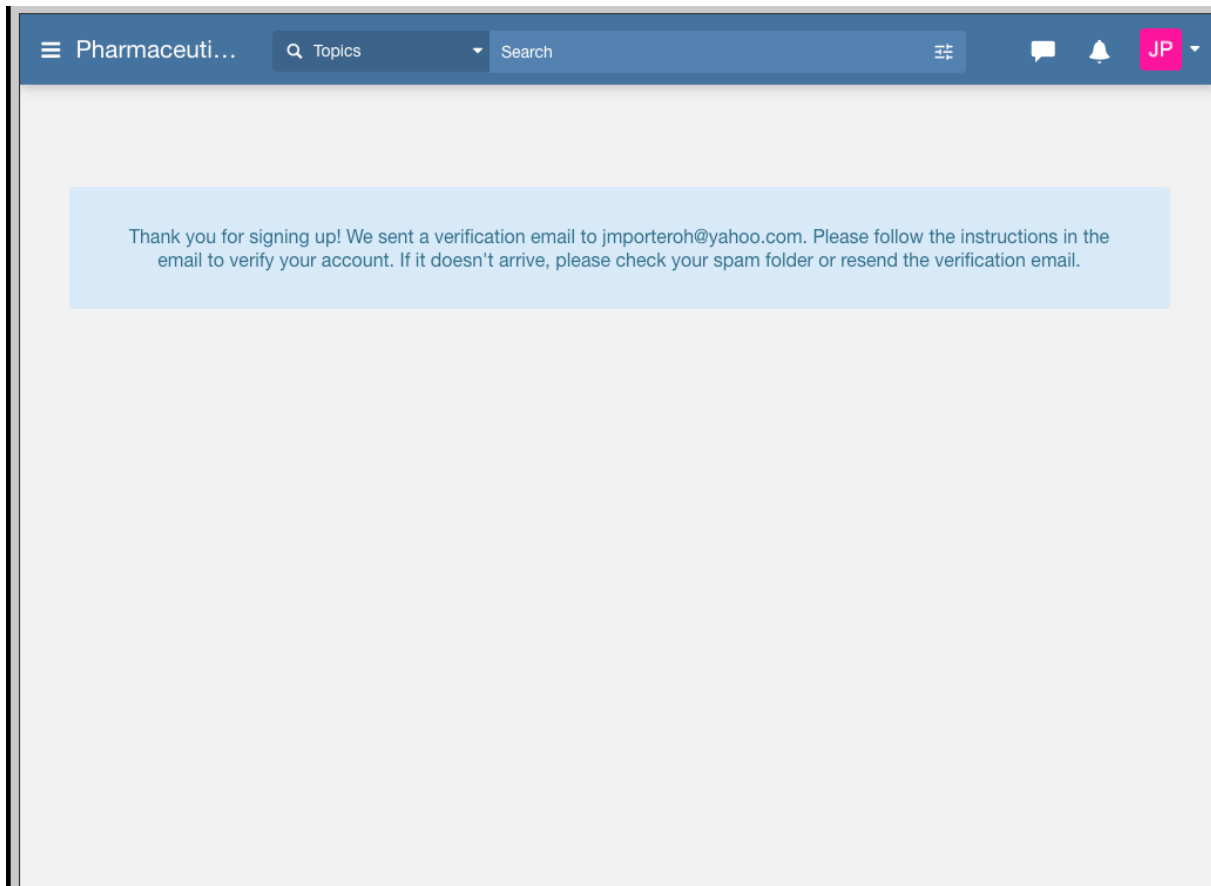 Pharmaceuti...
Topics
Search
JP
Thank you for signing up! We sent a verification email to jmporteroh@yahoo.com. Please follow the instructions in the
email to verify your account. If it doesn't arrive, please check your spam folder or resend the verification email.